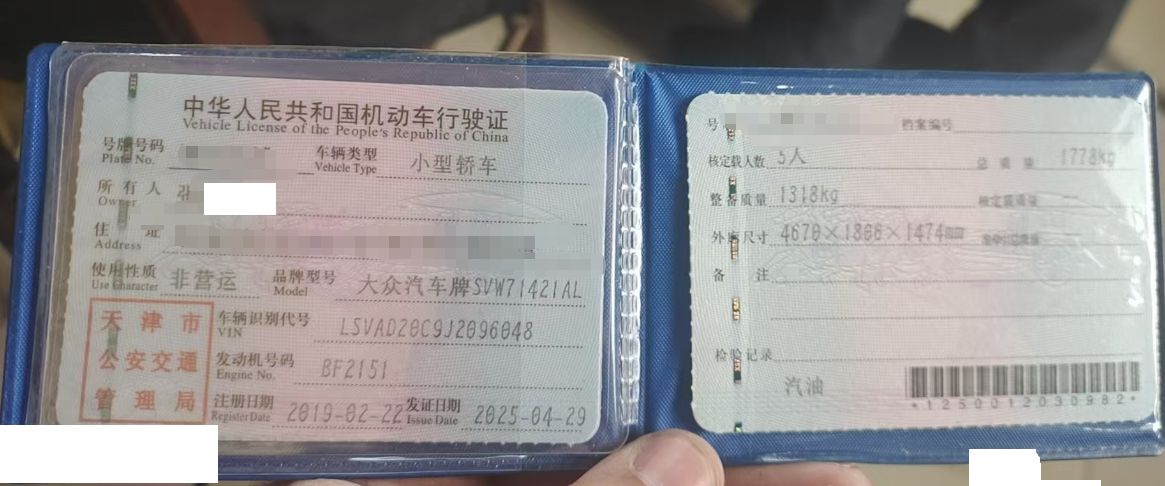 中华人民共和国机动车行驶证
Vehicle License of the People's Republic of China
号牌号码
Plate No.
车辆类型 小型轿车
Vehicle Type
所有人
Owner
住
Address
使用性质 非营运
Use Character
品牌型号 大众汽车牌SVW71421AL
Model
天津市
公安交通
管理局
车辆识别代号 LSVAD28C9J2096048
VIN
发动机号码 BF2151
Engine No.
注册日期 2019-02-22
Register Date
发证日期 2025-04-29
Issue Date
号
档案编号
核定载人数 5人
总质量 1778kg
整备质量 1318kg
核定载质量
外廓尺寸 4670×1806×1474mm
备注
检验记录
汽油
*1250012030982*